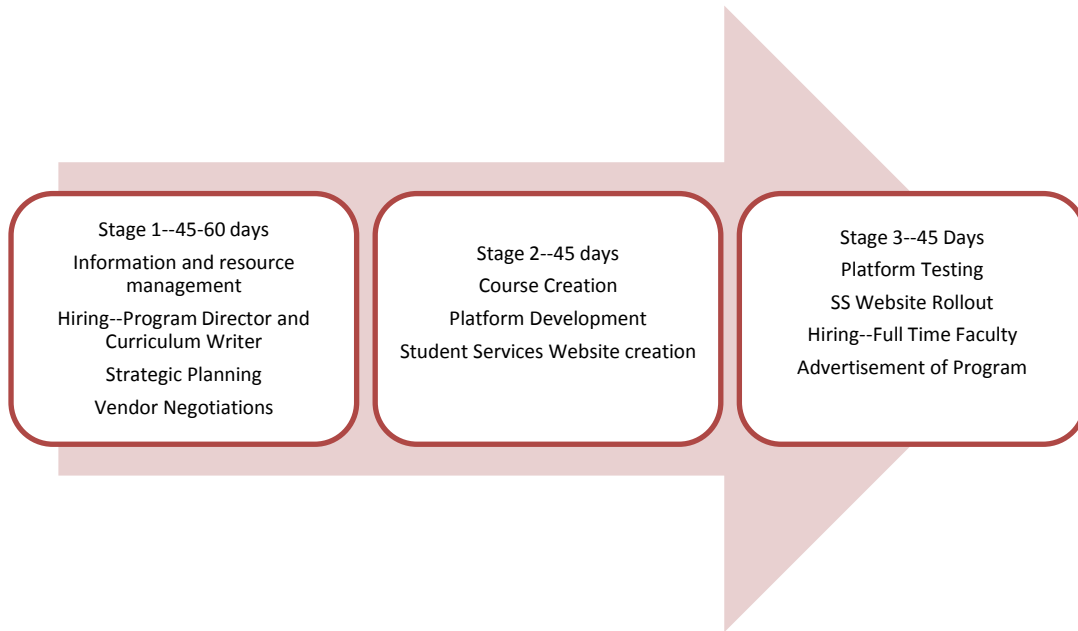 Stage 1--45-60 days
Information and resource
management
Hiring--Program Director and
Curriculum Writer
Strategic Planning
Vendor Negotiations
Stage 2--45 days
Course Creation
Platform Development
Student Services Website creation
Stage 3--45 Days
Platform Testing
SS Website Rollout
Hiring--Full Time Faculty
Advertisement of Program